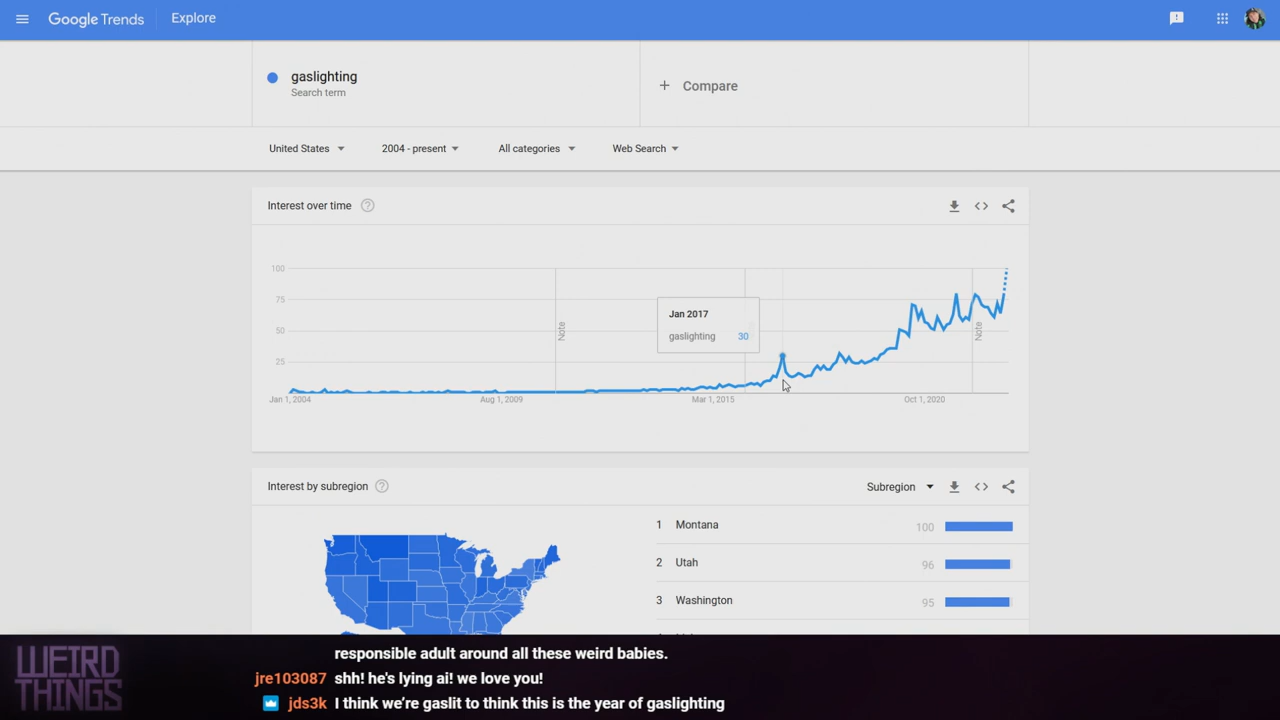 Google Trends
Explore
gaslighting
Search term
+ Compare
United States
2004 - present
All categories
Web Search
Interest over time
100
75
50
25
Note
Note
Jan 2017
gaslighting 30
Jan 1, 2004
Aug 1, 2009
Mar 1, 2015
Oct 1, 2020
Interest by subregion
Subregion
1 Montana 100
2 Utah 96
3 Washington 95
WEIRD
THINGS
responsible adult around all these weird babies.
jre103087 shh! he's lying ai! we love you!
jds3k I think we're gaslit to think this is the year of gaslighting